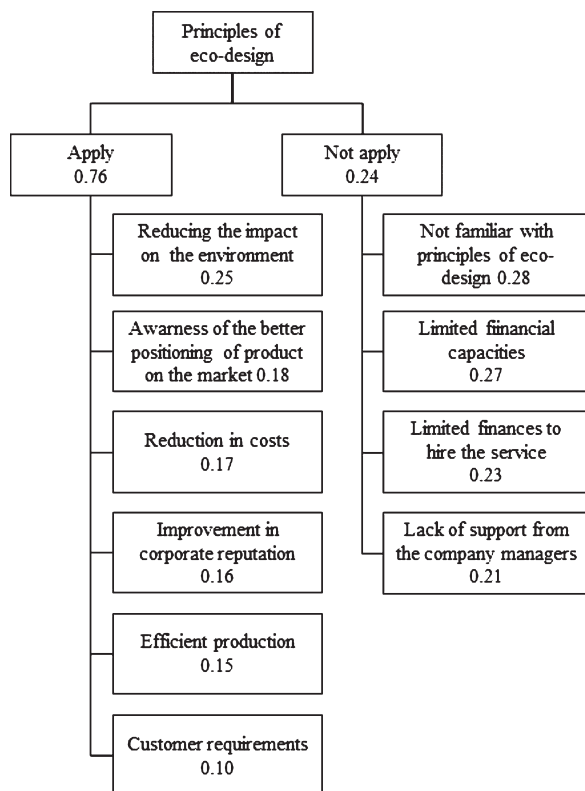 Principles of
eco-design
Apply
0.76
Not apply
0.24
Reducing the impact
on the environment
0.25
Awarness of the better
positioning of product
on the market 0.18
Reduction in costs
0.17
Improvement in
corporate reputation
0.16
Efficient production
0.15
Customer requirements
0.10
Not familiar with
principles of eco-
design 0.28
Limited fiinancial
capacities
0.27
Limited finances to
hire the service
0.23
Lack of support from
the company managers
0.21